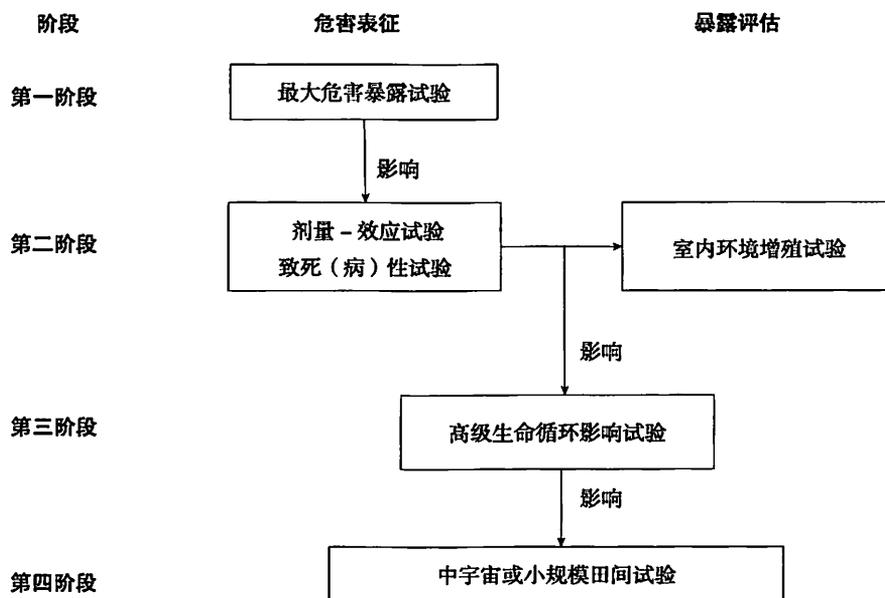 阶段 危害表征 暴露评估
第一阶段 最大危害暴露试验
影响
第二阶段 剂量－效应试验 室内环境增殖试验
致死（病）性试验
影响
第三阶段 高级生命循环影响试验
影响
第四阶段 中宇宙或小规模田间试验